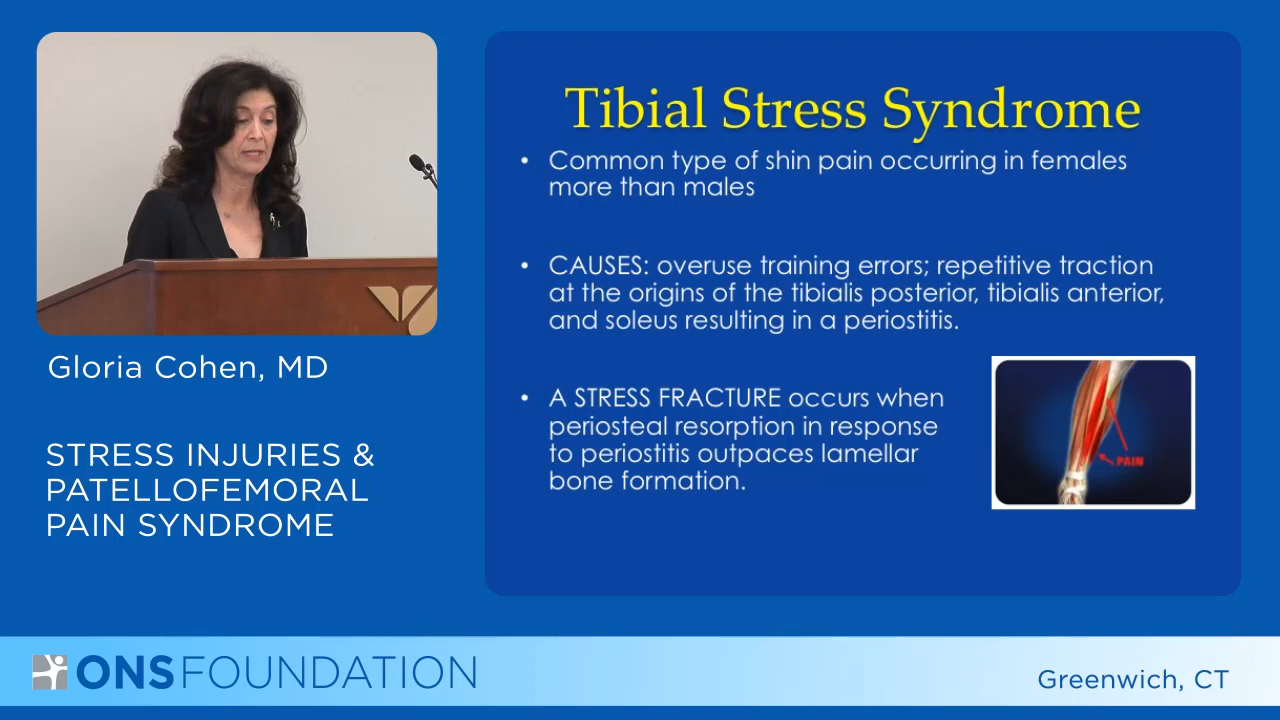 Tibial Stress Syndrome
• Common type of shin pain occurring in females
more than males
• CAUSES: overuse training errors; repetitive traction
at the origins of the tibialis posterior, tibialis anterior,
and soleus resulting in a periostitis.
• A STRESS FRACTURE occurs when
periosteal resorption in response
to periostitis outpaces lamellar
bone formation.
PAIN
Gloria Cohen, MD
STRESS INJURIES &
PATELLOFEMORAL
PAIN SYNDROME
ONS FOUNDATION
Greenwich, CT